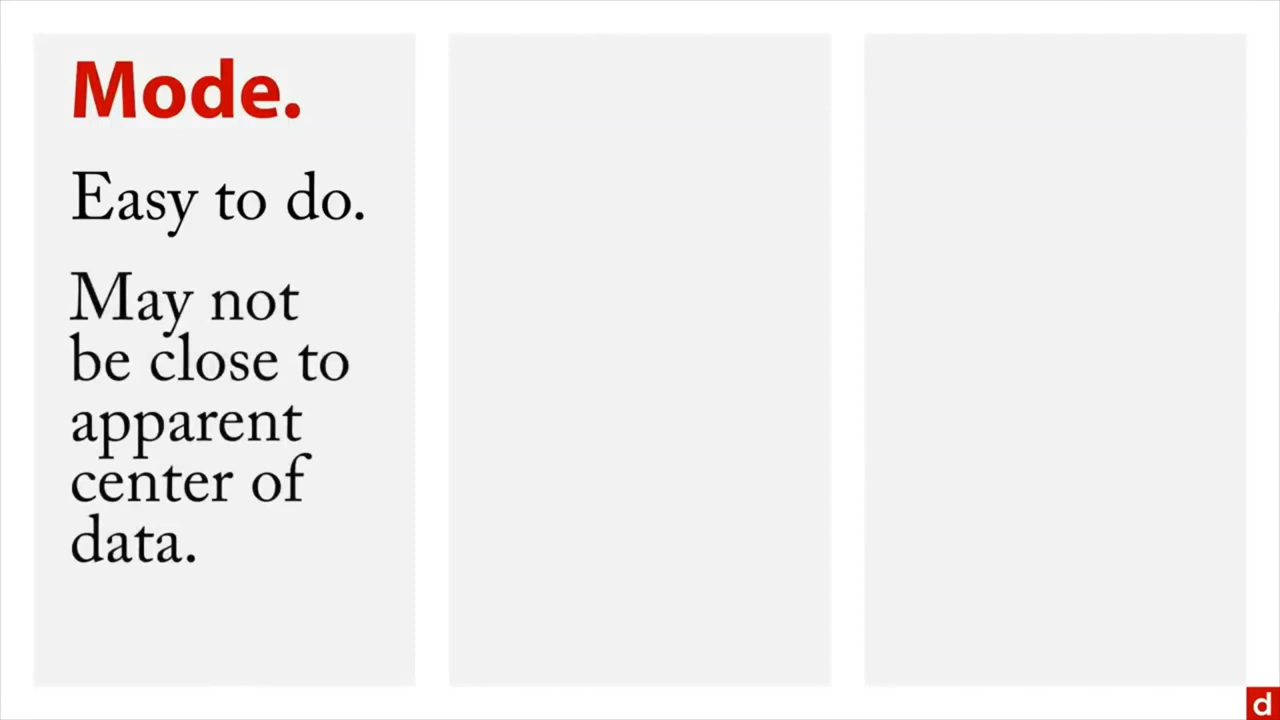 Mode.
Easy to do.
May not
be close to
apparent
center of
data.
d